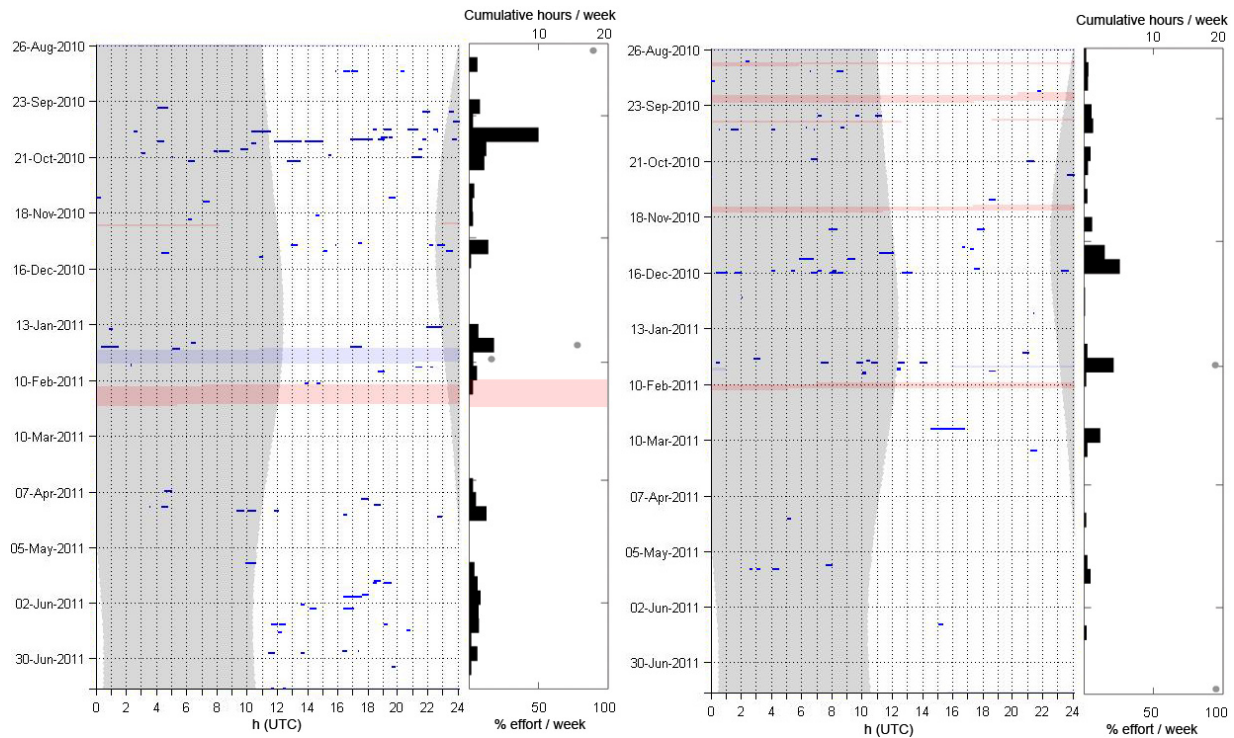 Cumulative hours / week
10 20
26-Aug-2010
23-Sep-2010
21-Oct-2010
18-Nov-2010
16-Dec-2010
13-Jan-2011
10-Feb-2011
10-Mar-2011
07-Apr-2011
05-May-2011
02-Jun-2011
30-Jun-2011
0 2 4 6 8 10 12 14 16 18 20 22 24
h (UTC)
50 100
% effort / week
Cumulative hours / week
10 20
26-Aug-2010
23-Sep-2010
21-Oct-2010
18-Nov-2010
16-Dec-2010
13-Jan-2011
10-Feb-2011
10-Mar-2011
07-Apr-2011
05-May-2011
02-Jun-2011
30-Jun-2011
0 2 4 6 8 10 12 14 16 18 20 22 24
h (UTC)
50 100
% effort / week